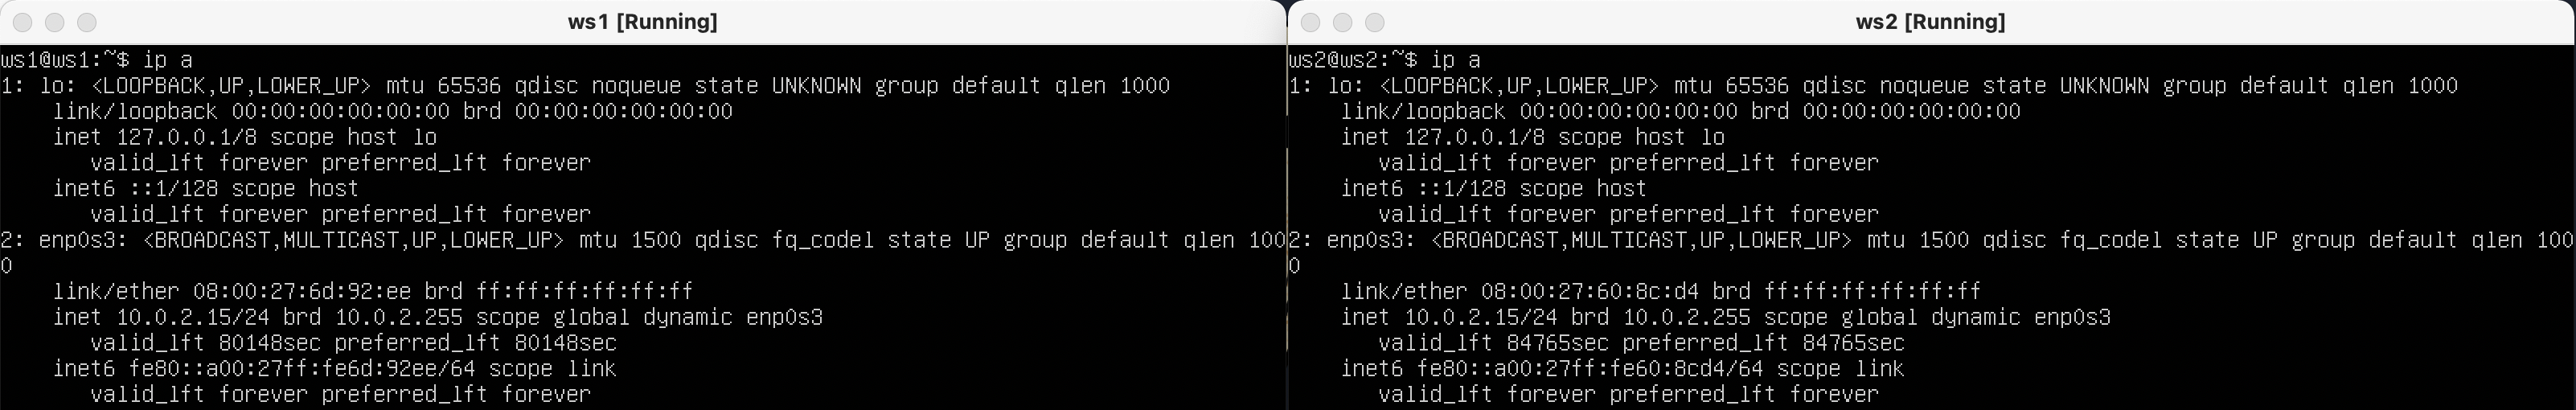 ws1 [Running]
ws1@ws1:~$ ip a
1: lo: <LOOPBACK,UP,LOWER_UP> mtu 65536 qdisc noqueue state UNKNOWN group default qlen 1000
    link/loopback 00:00:00:00:00:00 brd 00:00:00:00:00:00
    inet 127.0.0.1/8 scope host lo
       valid_lft forever preferred_lft forever
    inet6 ::1/128 scope host
       valid_lft forever preferred_lft forever
2: enp0s3: <BROADCAST,MULTICAST,UP,LOWER_UP> mtu 1500 qdisc fq_codel state UP group default qlen 100
0
    link/ether 08:00:27:6d:92:ee brd ff:ff:ff:ff:ff:ff
    inet 10.0.2.15/24 brd 10.0.2.255 scope global dynamic enp0s3
       valid_lft 80148sec preferred_lft 80148sec
    inet6 fe80::a00:27ff:fe6d:92ee/64 scope link
       valid_lft forever preferred_lft forever
ws2 [Running]
ws2@ws2:~$ ip a
1: lo: <LOOPBACK,UP,LOWER_UP> mtu 65536 qdisc noqueue state UNKNOWN group default qlen 1000
    link/loopback 00:00:00:00:00:00 brd 00:00:00:00:00:00
    inet 127.0.0.1/8 scope host lo
       valid_lft forever preferred_lft forever
    inet6 ::1/128 scope host
       valid_lft forever preferred_lft forever
2: enp0s3: <BROADCAST,MULTICAST,UP,LOWER_UP> mtu 1500 qdisc fq_codel state UP group default qlen 100
0
    link/ether 08:00:27:60:8c:d4 brd ff:ff:ff:ff:ff:ff
    inet 10.0.2.15/24 brd 10.0.2.255 scope global dynamic enp0s3
       valid_lft 84765sec preferred_lft 84765sec
    inet6 fe80::a00:27ff:fe60:8cd4/64 scope link
       valid_lft forever preferred_lft forever